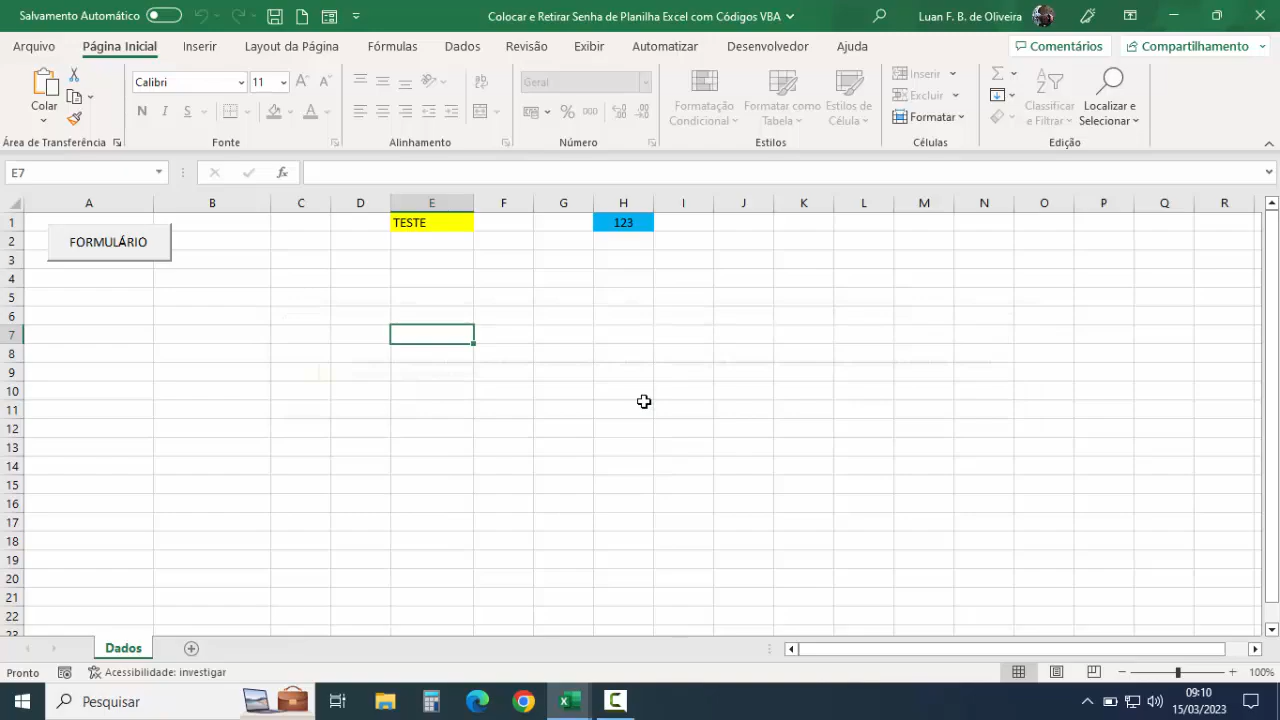 Salvamento Automático
Colocar e Retirar Senha de Planilha Excel com Códigos VBA
Luan F. B. de Oliveira
Arquivo
Página Inicial
Inserir
Layout da Página
Fórmulas
Dados
Revisão
Exibir
Automatizar
Desenvolvedor
Ajuda
Comentários
Compartilhamento
Colar
Calibri
11
N I S
Geral
% 000
Formatação Condicional
Formatar como Tabela
Estilos de Célula
Inserir
Excluir
Formatar
Classificar e Filtrar
Localizar e Selecionar
Área de Transferência
Fonte
Alinhamento
Número
Estilos
Células
Edição
E7
fx
A B C D E F G H I J K L M N O P Q R
1 TESTE 123
2 FORMULÁRIO
3
4
5
6
7
8
9
10
11
12
13
14
15
16
17
18
19
20
21
22
23
Dados
Pronto
Acessibilidade: investigar
100%
Pesquisar
09:10
15/03/2023